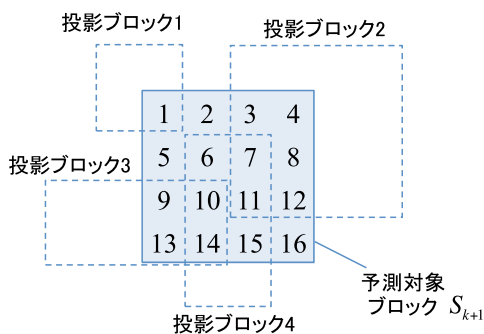 投影ブロック1
投影ブロック2
1 2 3 4
5 6 7 8
投影ブロック3
9 10 11 12
13 14 15 16
予測対象
ブロック S_{k+1}
投影ブロック4